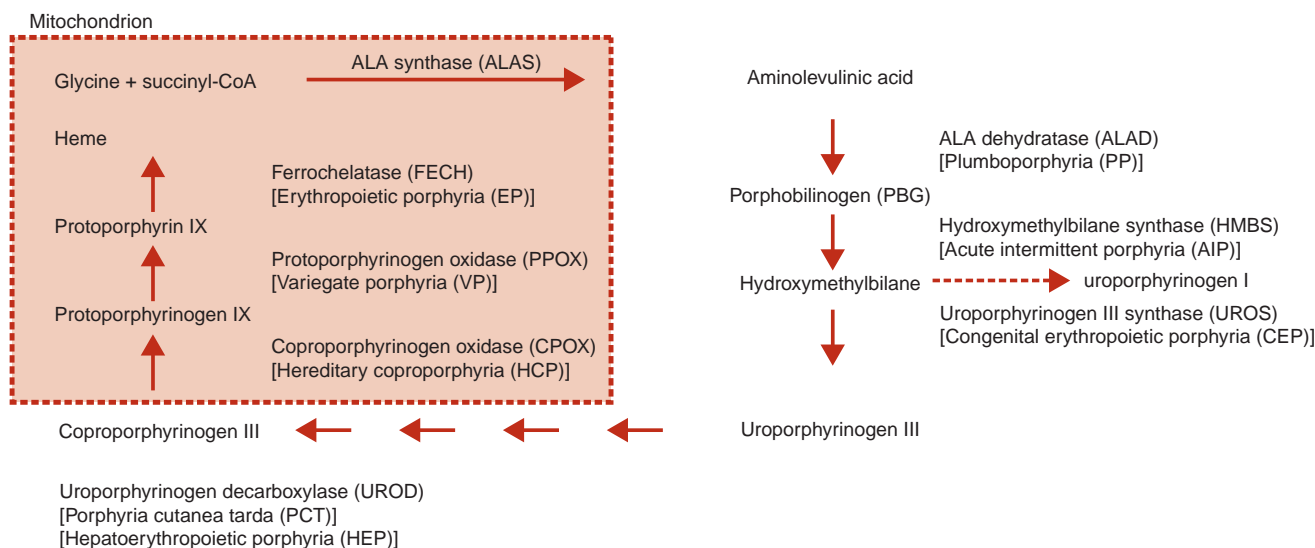 Mitochondrion
Glycine + succinyl-CoA
ALA synthase (ALAS)
Aminolevulinic acid
ALA dehydratase (ALAD)
[Plumboporphyria (PP)]
Porphobilinogen (PBG)
Hydroxymethylbilane synthase (HMBS)
[Acute intermittent porphyria (AIP)]
Hydroxymethylbilane
uroporphyrinogen I
Uroporphyrinogen III synthase (UROS)
[Congenital erythropoietic porphyria (CEP)]
Uroporphyrinogen III
Uroporphyrinogen decarboxylase (UROD)
[Porphyria cutanea tarda (PCT)]
[Hepatoerythropoietic porphyria (HEP)]
Coproporphyrinogen III
Coproporphyrinogen oxidase (CPOX)
[Hereditary coproporphyria (HCP)]
Protoporphyrinogen IX
Protoporphyrinogen oxidase (PPOX)
[Variegate porphyria (VP)]
Protoporphyrin IX
Ferrochelatase (FECH)
[Erythropoietic porphyria (EP)]
Heme